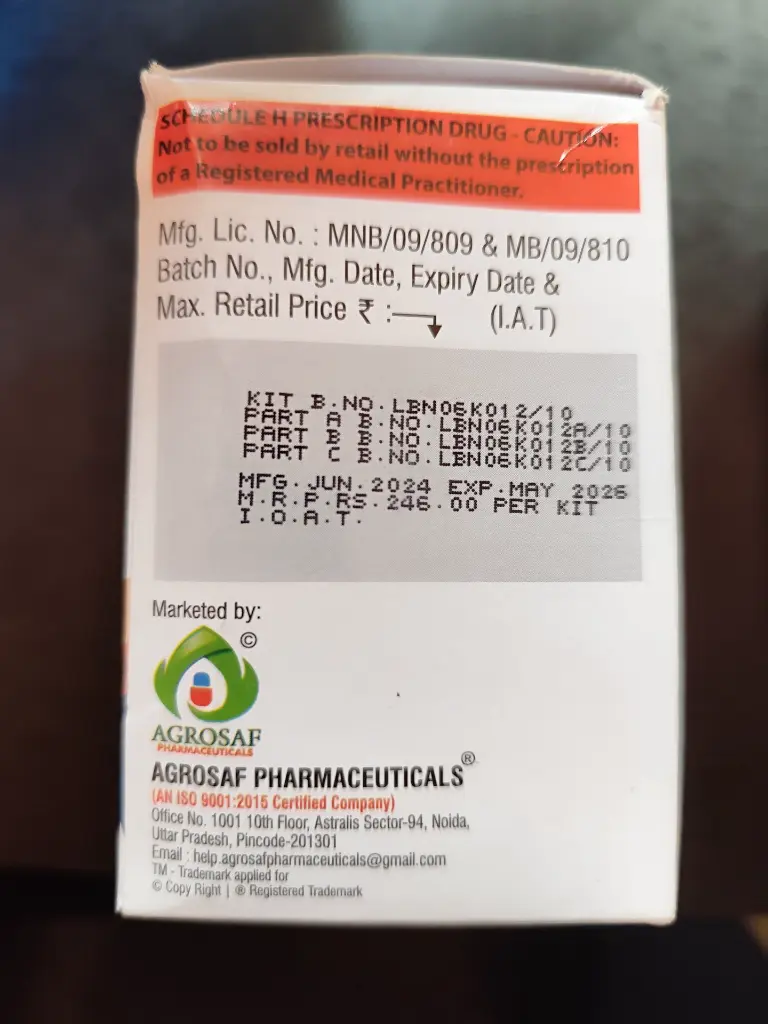 SCHEDULE H PRESCRIPTION DRUG - CAUTION:
Not to be sold by retail without the prescription
of a Registered Medical Practitioner.
Mfg. Lic. No. : MNB/09/809 & MB/09/810
Batch No., Mfg. Date, Expiry Date &
Max. Retail Price ₹ : (I.A.T)
KIT B.NO.LBN06K012/10
PART A B.NO.LBN06K012A/10
PART B B.NO.LBN06K012B/10
PART C B.NO.LBN06K012C/10
MFG.JUN.2024 EXP.MAY 2026
M.R.P.RS.246.00 PER KIT
I.O.A.T.
Marketed by:
©
AGROSAF
PHARMACEUTICALS
AGROSAF PHARMACEUTICALS®
(AN ISO 9001:2015 Certified Company)
Office No. 1001 10th Floor, Astralis Sector-94, Noida,
Uttar Pradesh, Pincode-201301
Email : help.agrosafpharmaceuticals@gmail.com
TM - Trademark applied for
© Copy Right | ® Registered Trademark